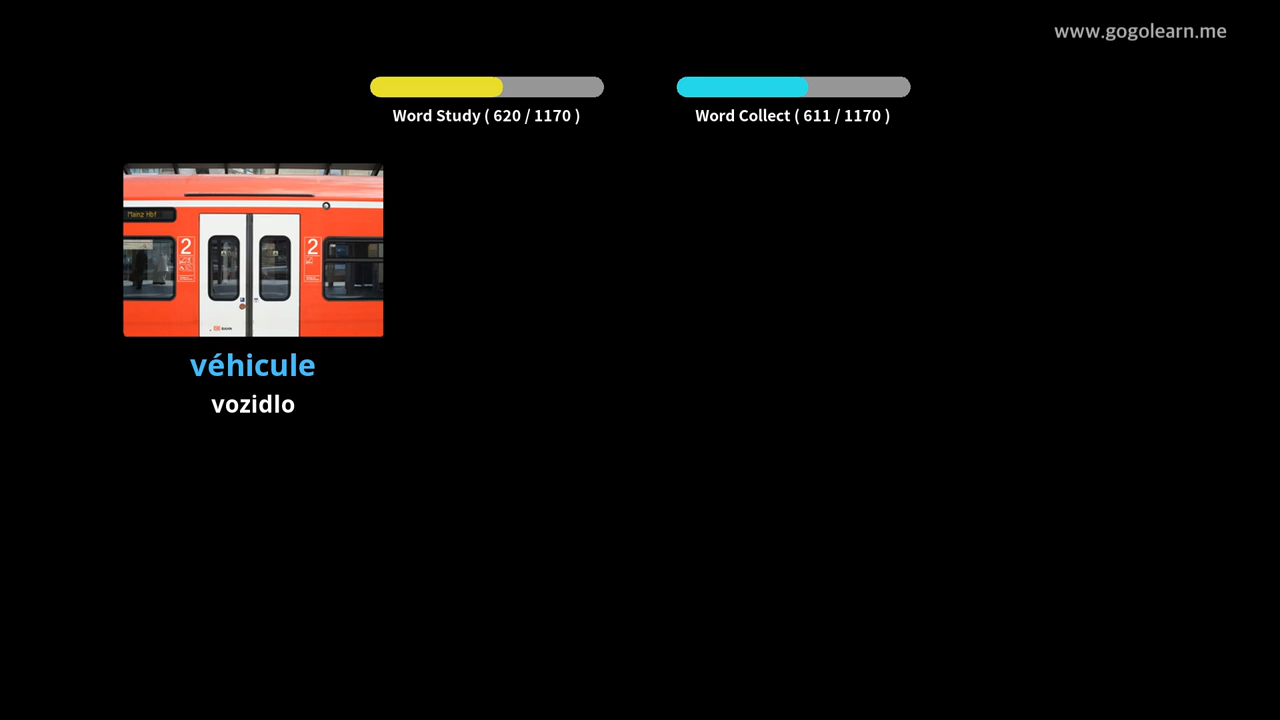 www.gogolearn.me
Word Study ( 620 / 1170 )
Word Collect ( 611 / 1170 )
Mainz Hbf
2
2
véhicule
vozidlo